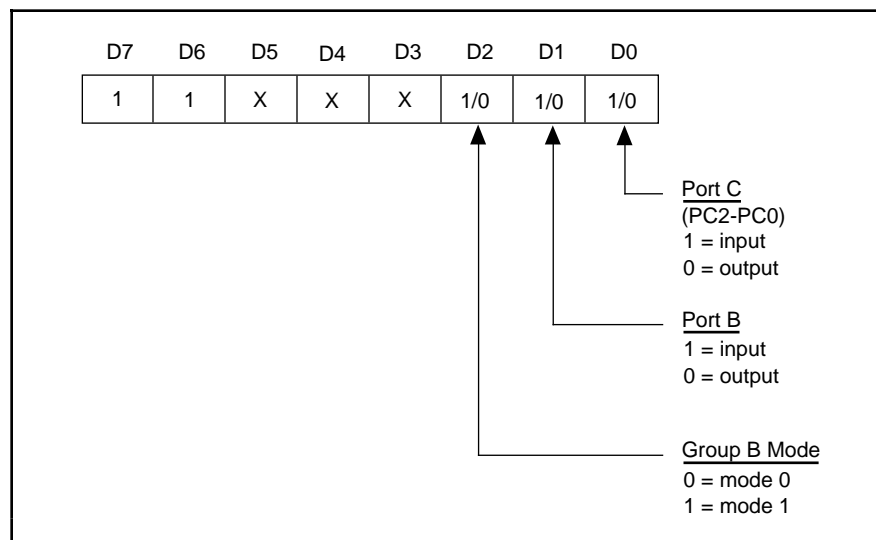 D7 D6 D5 D4 D3 D2 D1 D0
1 1 X X X 1/0 1/0 1/0
Port C
(PC2-PC0)
1 = input
0 = output
Port B
1 = input
0 = output
Group B Mode
0 = mode 0
1 = mode 1